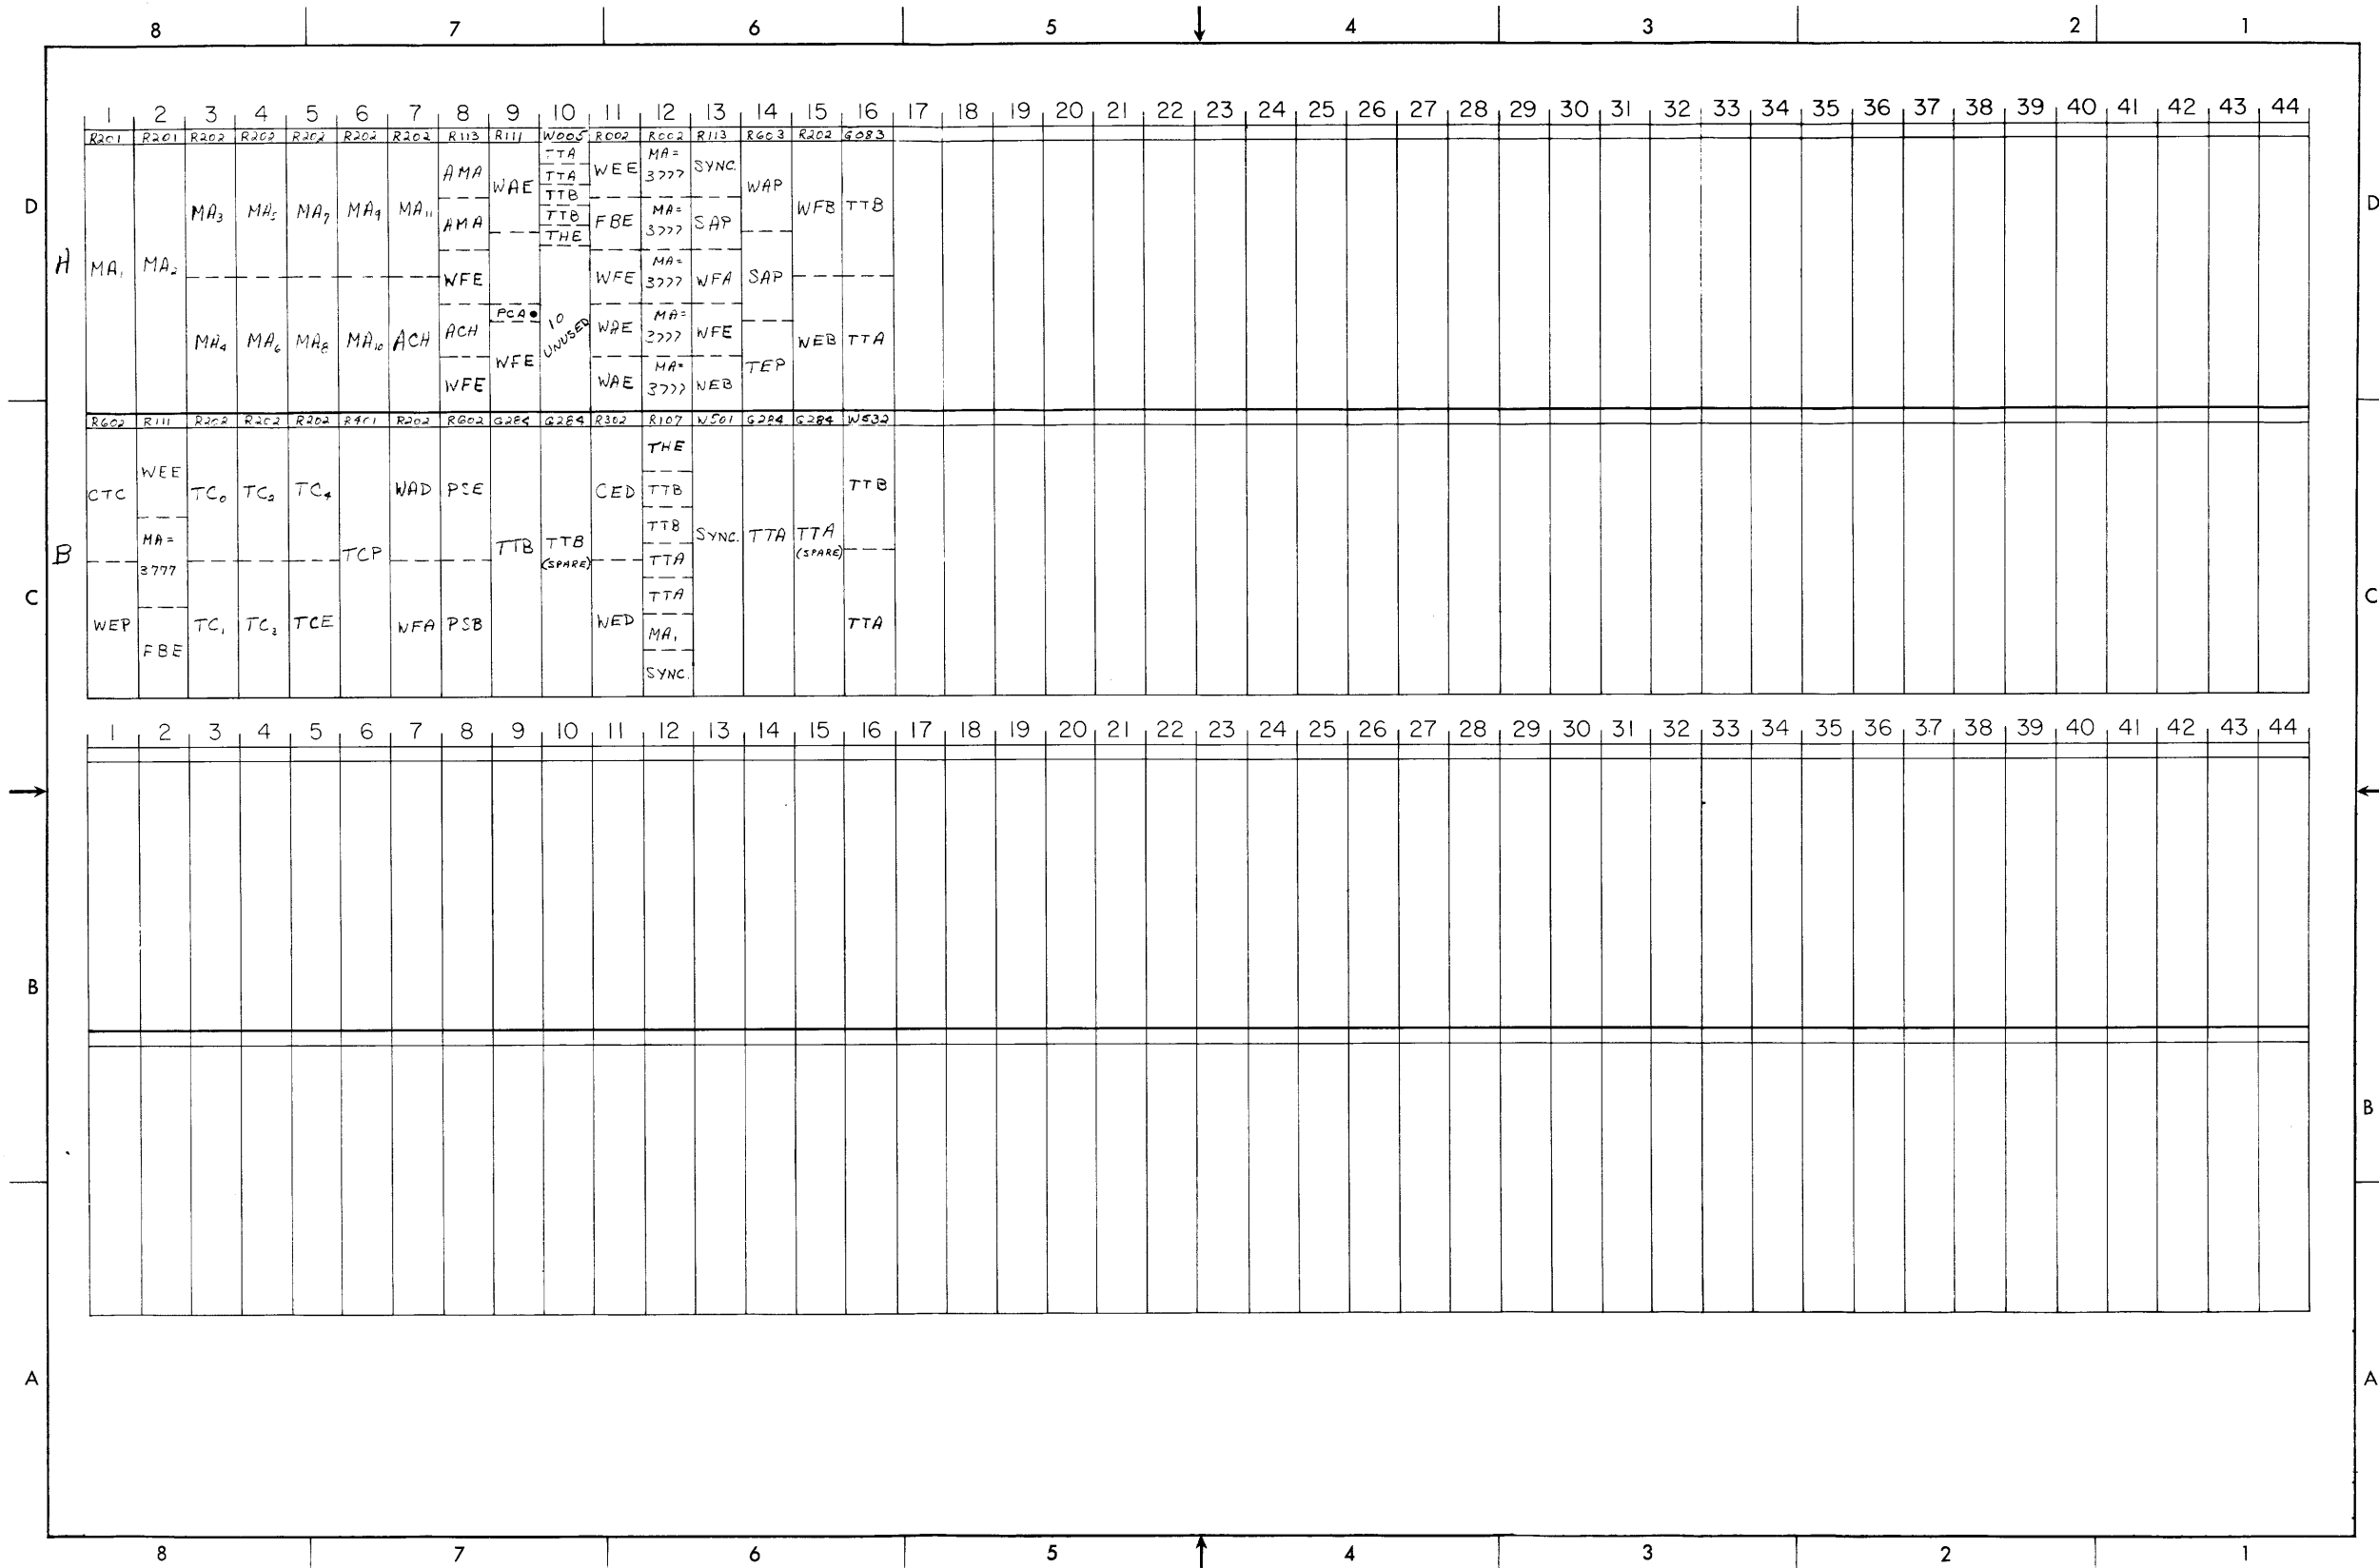 8 7 6 5 4 3 2 1
1 2 3 4 5 6 7 8 9 10 11 12 13 14 15 16 17 18 19 20 21 22 23 24 25 26 27 28 29 30 31 32 33 34 35 36 37 38 39 40 41 42 43 44
R201 R201 R202 R202 R202 R202 R202 R113 R111 W005 R002 R002 R113 R603 R202 G083
D
A
MA₁
MA₂
MA₃
MA₄
MA₅
MA₆
MA₇
MA₈
MA₉
MA₁₀
MA₁₁
ACH
AMA
AMA
WFE
ACH
WFE
WAE
PCA
WFE
TTA
TTA
TTB
TTB
THE
10
UNUSED
WEE
FBE
WFE
WAE
WAE
MA=
3777
MA=
3777
MA=
3777
MA=
3777
MA=
3777
SYNC.
SAP
WFA
WFE
WEB
WAP
SAP
TEP
WFB
WEB
TTB
TTA
D
R602 R111 R202 R202 R202 R401 R202 R602 G284 G284 R302 R107 W501 G284 G284 W532
B
C
CTC
WEP
WEE
MA=
3777
FBE
TC₀
TC₁
TC₂
TC₃
TC₄
TCE
TCP
WAD
WFA
PSE
PSB
TTB
TTB
(SPARE)
CED
WED
THE
TTB
TTB
TTA
TTA
MA₁
SYNC.
SYNC.
TTA
TTA
(SPARE)
TTB
TTA
C
1 2 3 4 5 6 7 8 9 10 11 12 13 14 15 16 17 18 19 20 21 22 23 24 25 26 27 28 29 30 31 32 33 34 35 36 37 38 39 40 41 42 43 44
B
B
A
A
8 7 6 5 4 3 2 1